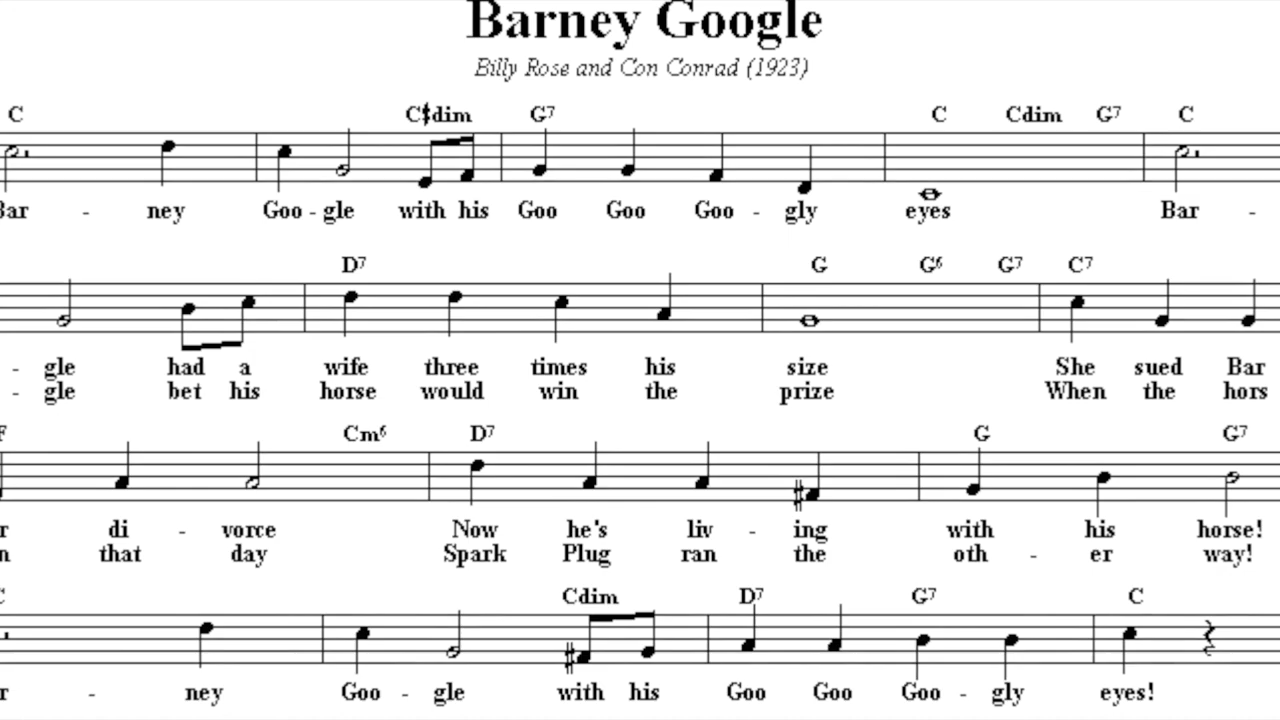 Barney Google
Billy Rose and Con Conrad (1923)
C C♯dim G7 C Cdim G7 C
Bar - ney Goo - gle with his Goo Goo Goo - gly eyes Bar -
D7 G G6 G7 C7
- gle had a wife three times his size She sued Bar
- gle bet his horse would win the prize When the hors
F Cm6 D7 G G7
r di - vorce Now he's liv - ing with his horse!
n that day Spark Plug ran the oth - er way!
C Cdim D7 G7 C
r - ney Goo - gle with his Goo Goo Goo - gly eyes!